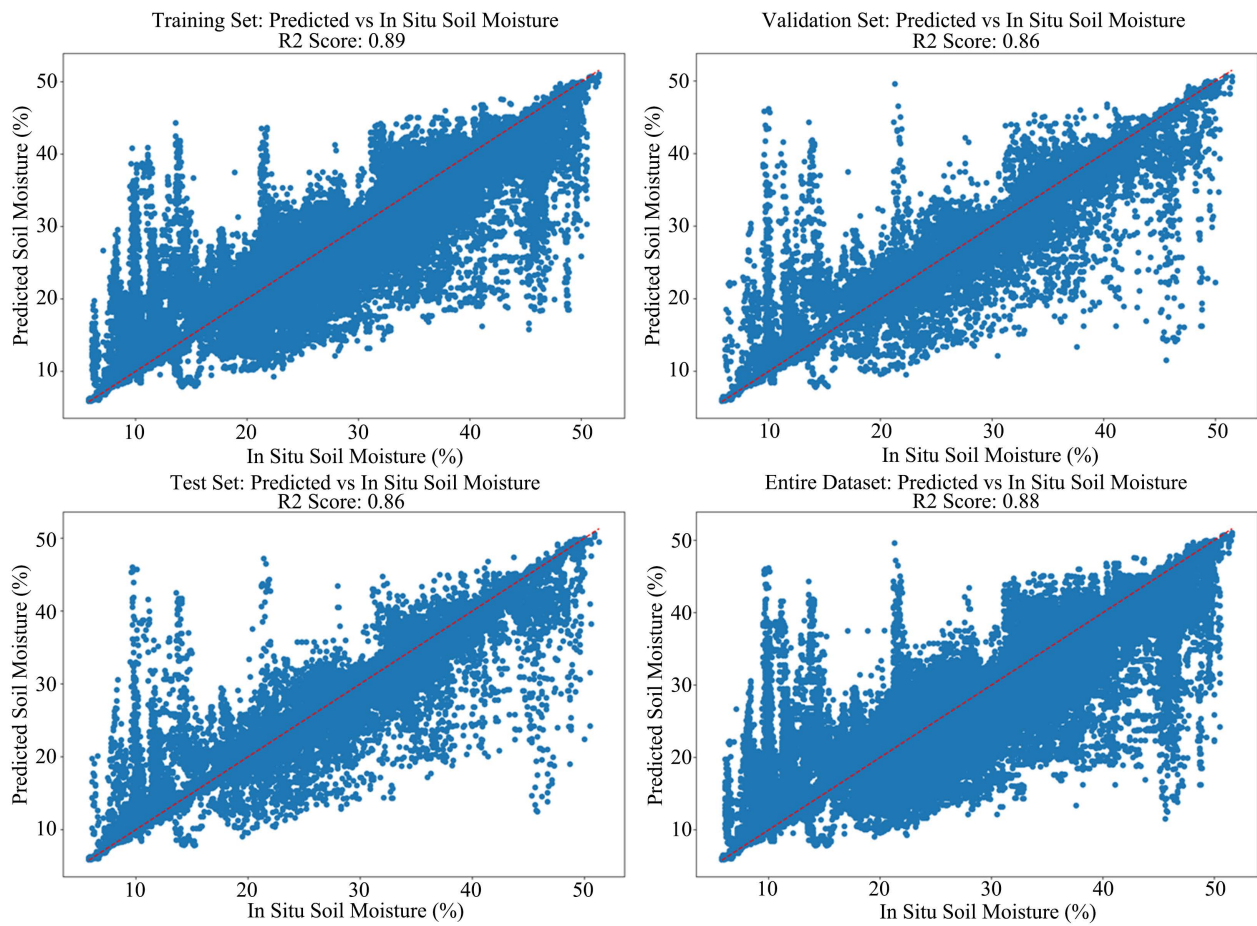 Training Set: Predicted vs In Situ Soil Moisture
R2 Score: 0.89
50
40
30
20
10
Predicted Soil Moisture (%)
10 20 30 40 50
In Situ Soil Moisture (%)
Validation Set: Predicted vs In Situ Soil Moisture
R2 Score: 0.86
50
40
30
20
10
Predicted Soil Moisture (%)
10 20 30 40 50
In Situ Soil Moisture (%)
Test Set: Predicted vs In Situ Soil Moisture
R2 Score: 0.86
50
40
30
20
10
Predicted Soil Moisture (%)
10 20 30 40 50
In Situ Soil Moisture (%)
Entire Dataset: Predicted vs In Situ Soil Moisture
R2 Score: 0.88
50
40
30
20
10
Predicted Soil Moisture (%)
10 20 30 40 50
In Situ Soil Moisture (%)